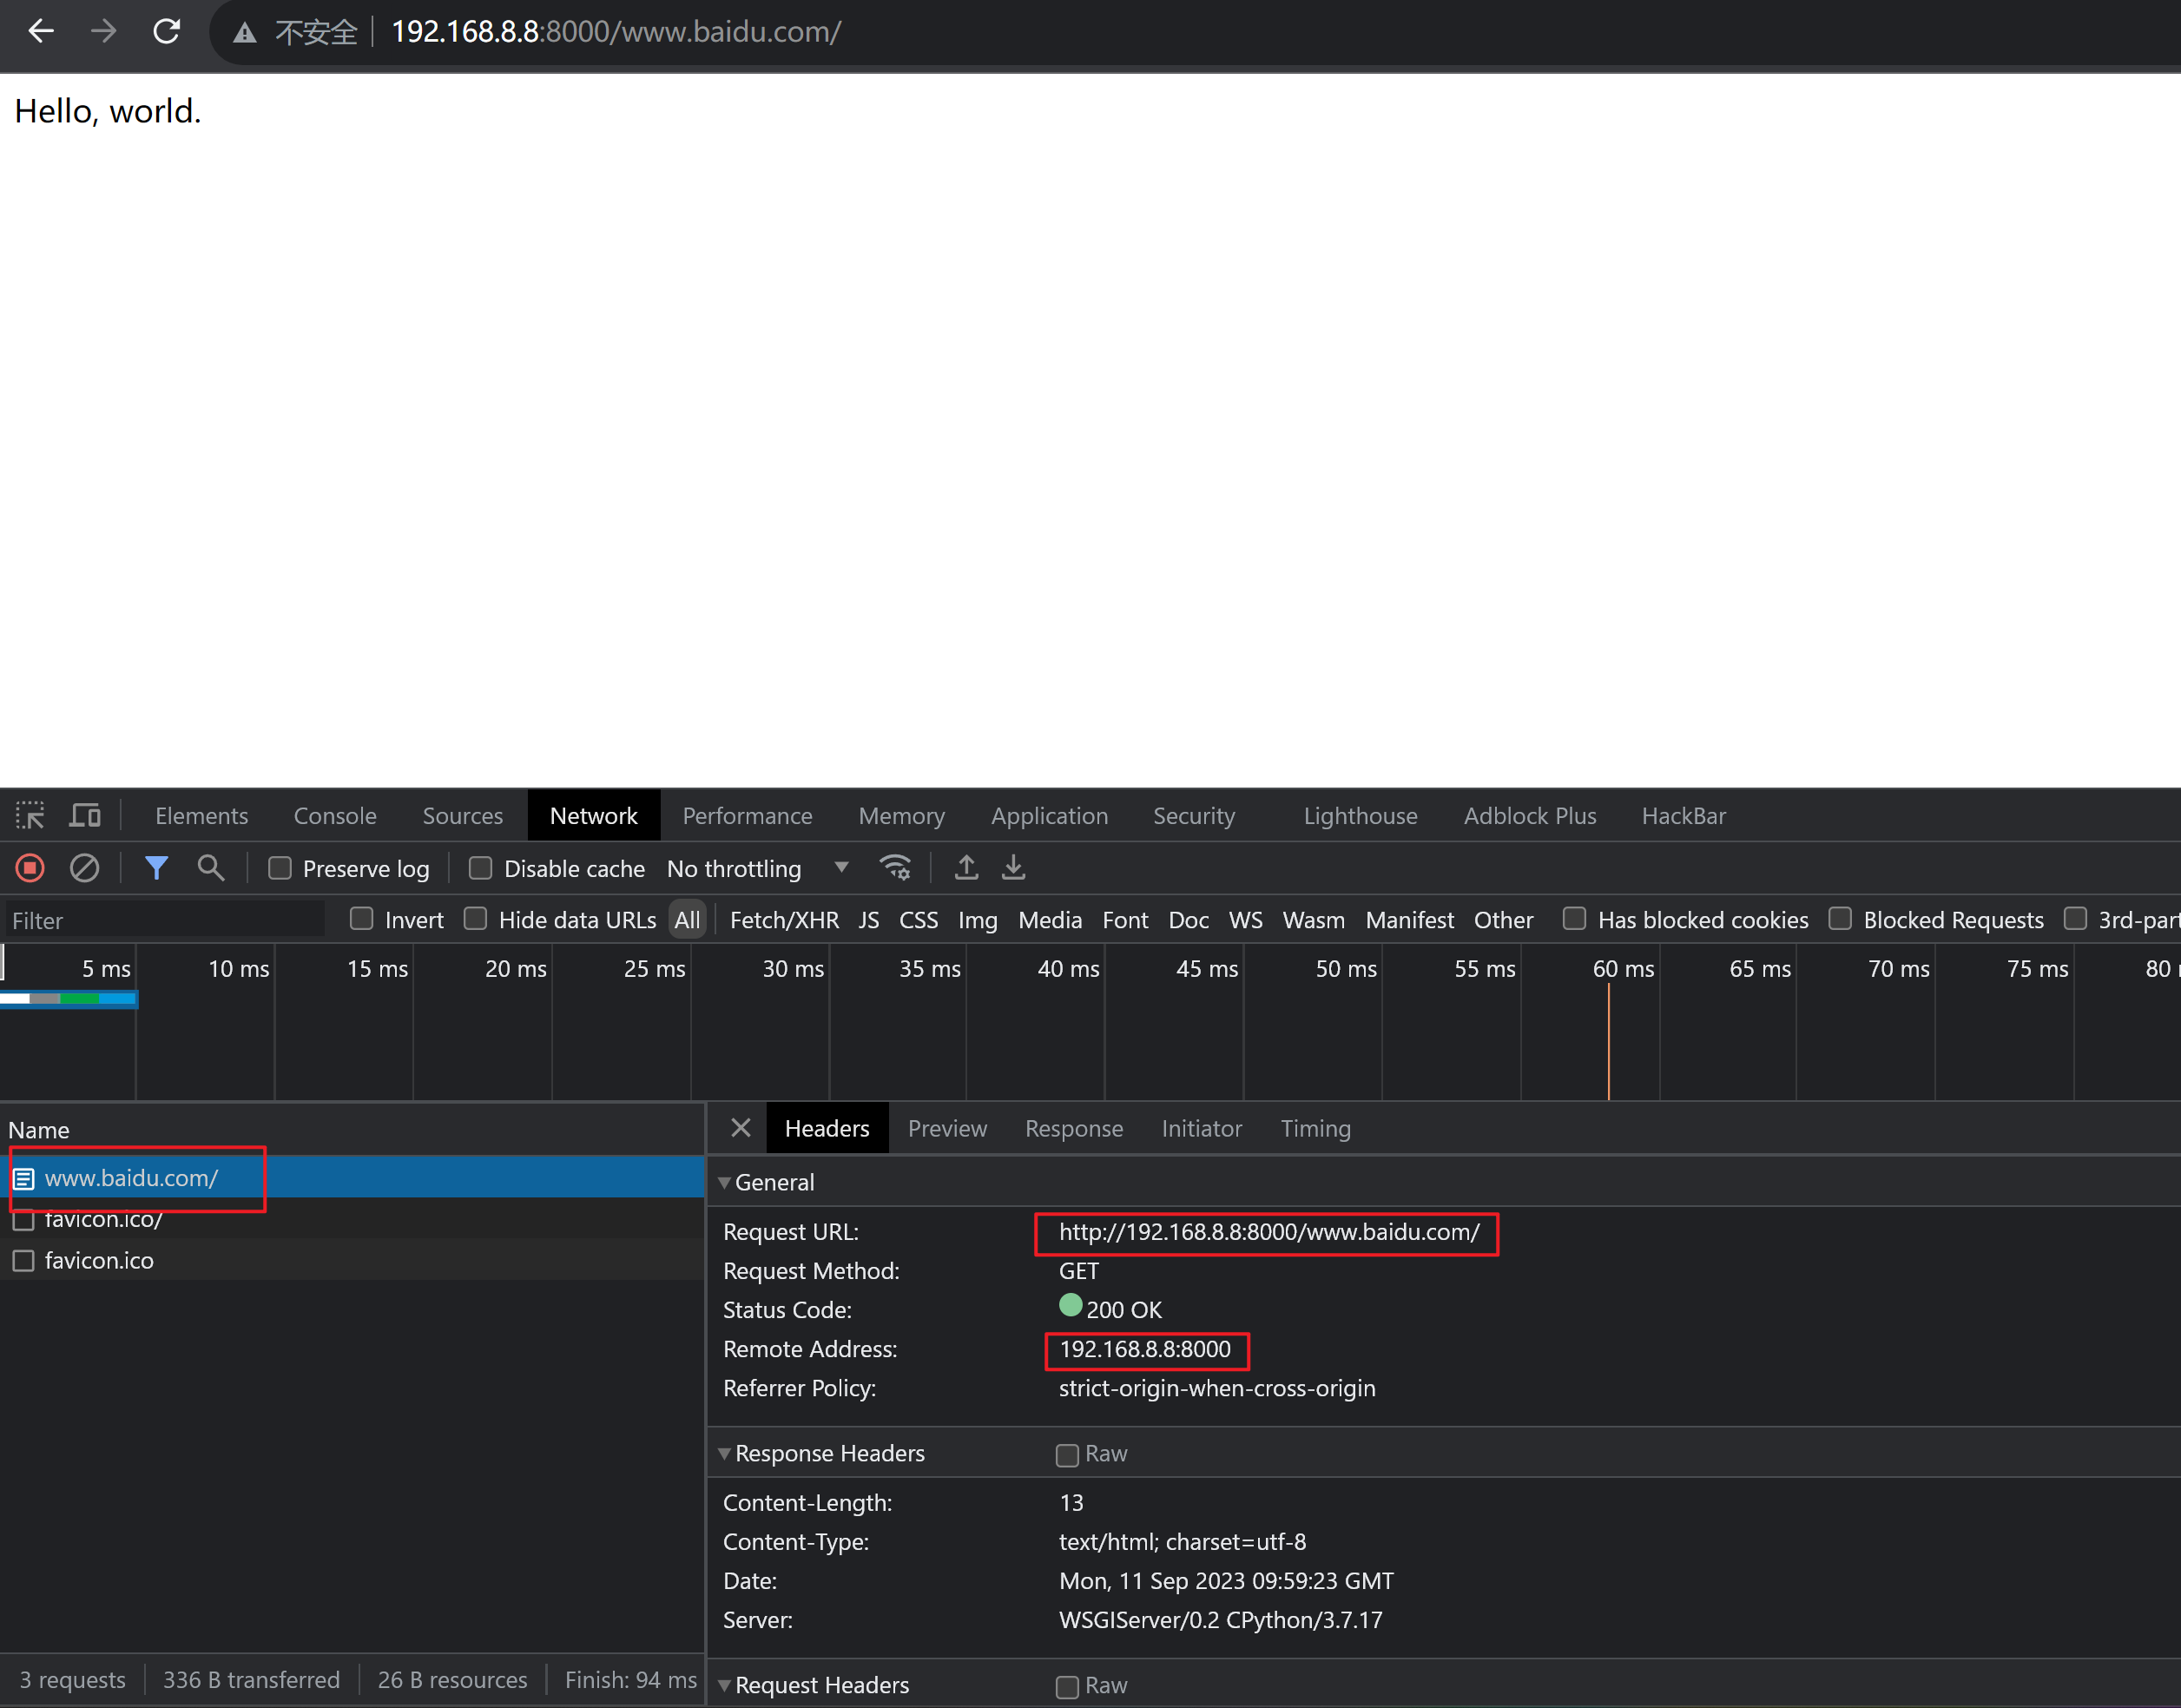 不安全 192.168.8.8:8000/www.baidu.com/
Hello, world.
Elements Console Sources Network Performance Memory Application Security Lighthouse Adblock Plus HackBar
Preserve log Disable cache No throttling
Filter Invert Hide data URLs All Fetch/XHR JS CSS Img Media Font Doc WS Wasm Manifest Other Has blocked cookies Blocked Requests 3rd-part
5 ms 10 ms 15 ms 20 ms 25 ms 30 ms 35 ms 40 ms 45 ms 50 ms 55 ms 60 ms 65 ms 70 ms 75 ms 80
Name
www.baidu.com/
favicon.ico/
favicon.ico
Headers Preview Response Initiator Timing
General
Request URL: http://192.168.8.8:8000/www.baidu.com/
Request Method: GET
Status Code: 200 OK
Remote Address: 192.168.8.8:8000
Referrer Policy: strict-origin-when-cross-origin
Response Headers Raw
Content-Length: 13
Content-Type: text/html; charset=utf-8
Date: Mon, 11 Sep 2023 09:59:23 GMT
Server: WSGIServer/0.2 CPython/3.7.17
Request Headers Raw
3 requests 336 B transferred 26 B resources Finish: 94 ms